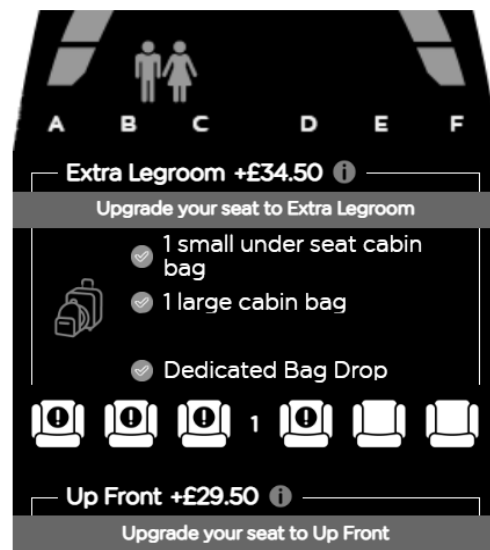 A B C D E F
Extra Legroom +£34.50 i
Upgrade your seat to Extra Legroom
1 small under seat cabin
bag
1 large cabin bag
Dedicated Bag Drop
! ! ! 1 !
Up Front +£29.50 i
Upgrade your seat to Up Front